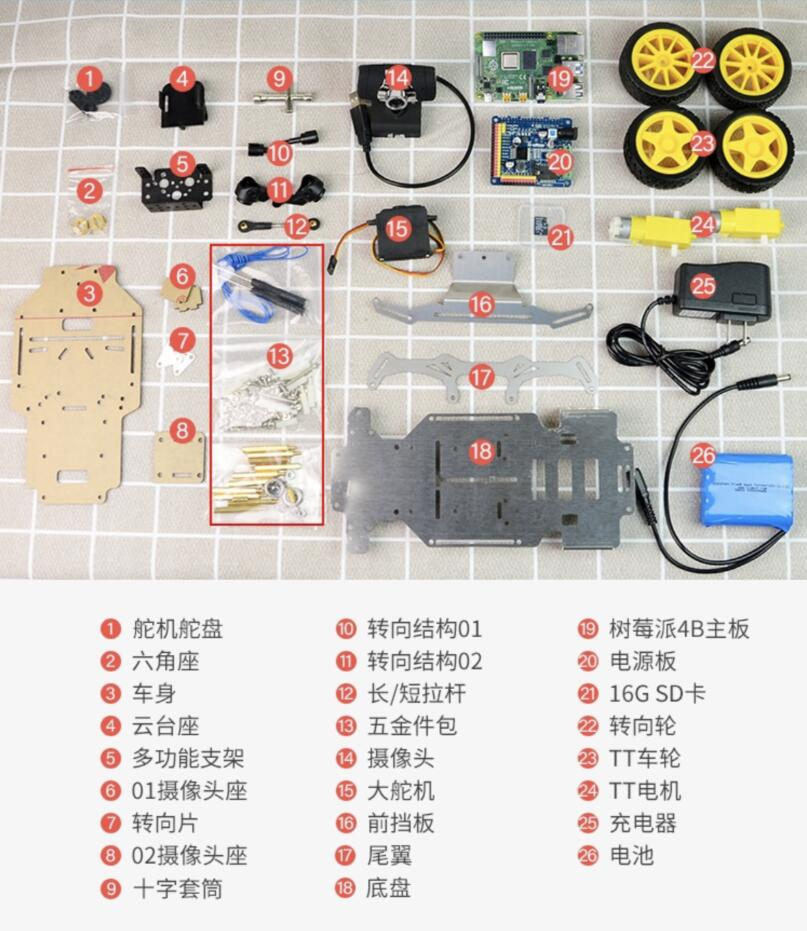 1 舵机舵盘
2 六角座
3 车身
4 云台座
5 多功能支架
6 01摄像头座
7 转向片
8 02摄像头座
9 十字套筒
10 转向结构01
11 转向结构02
12 长/短拉杆
13 五金件包
14 摄像头
15 大舵机
16 前挡板
17 尾翼
18 底盘
19 树莓派4B主板
20 电源板
21 16G SD卡
22 转向轮
23 TT车轮
24 TT电机
25 充电器
26 电池